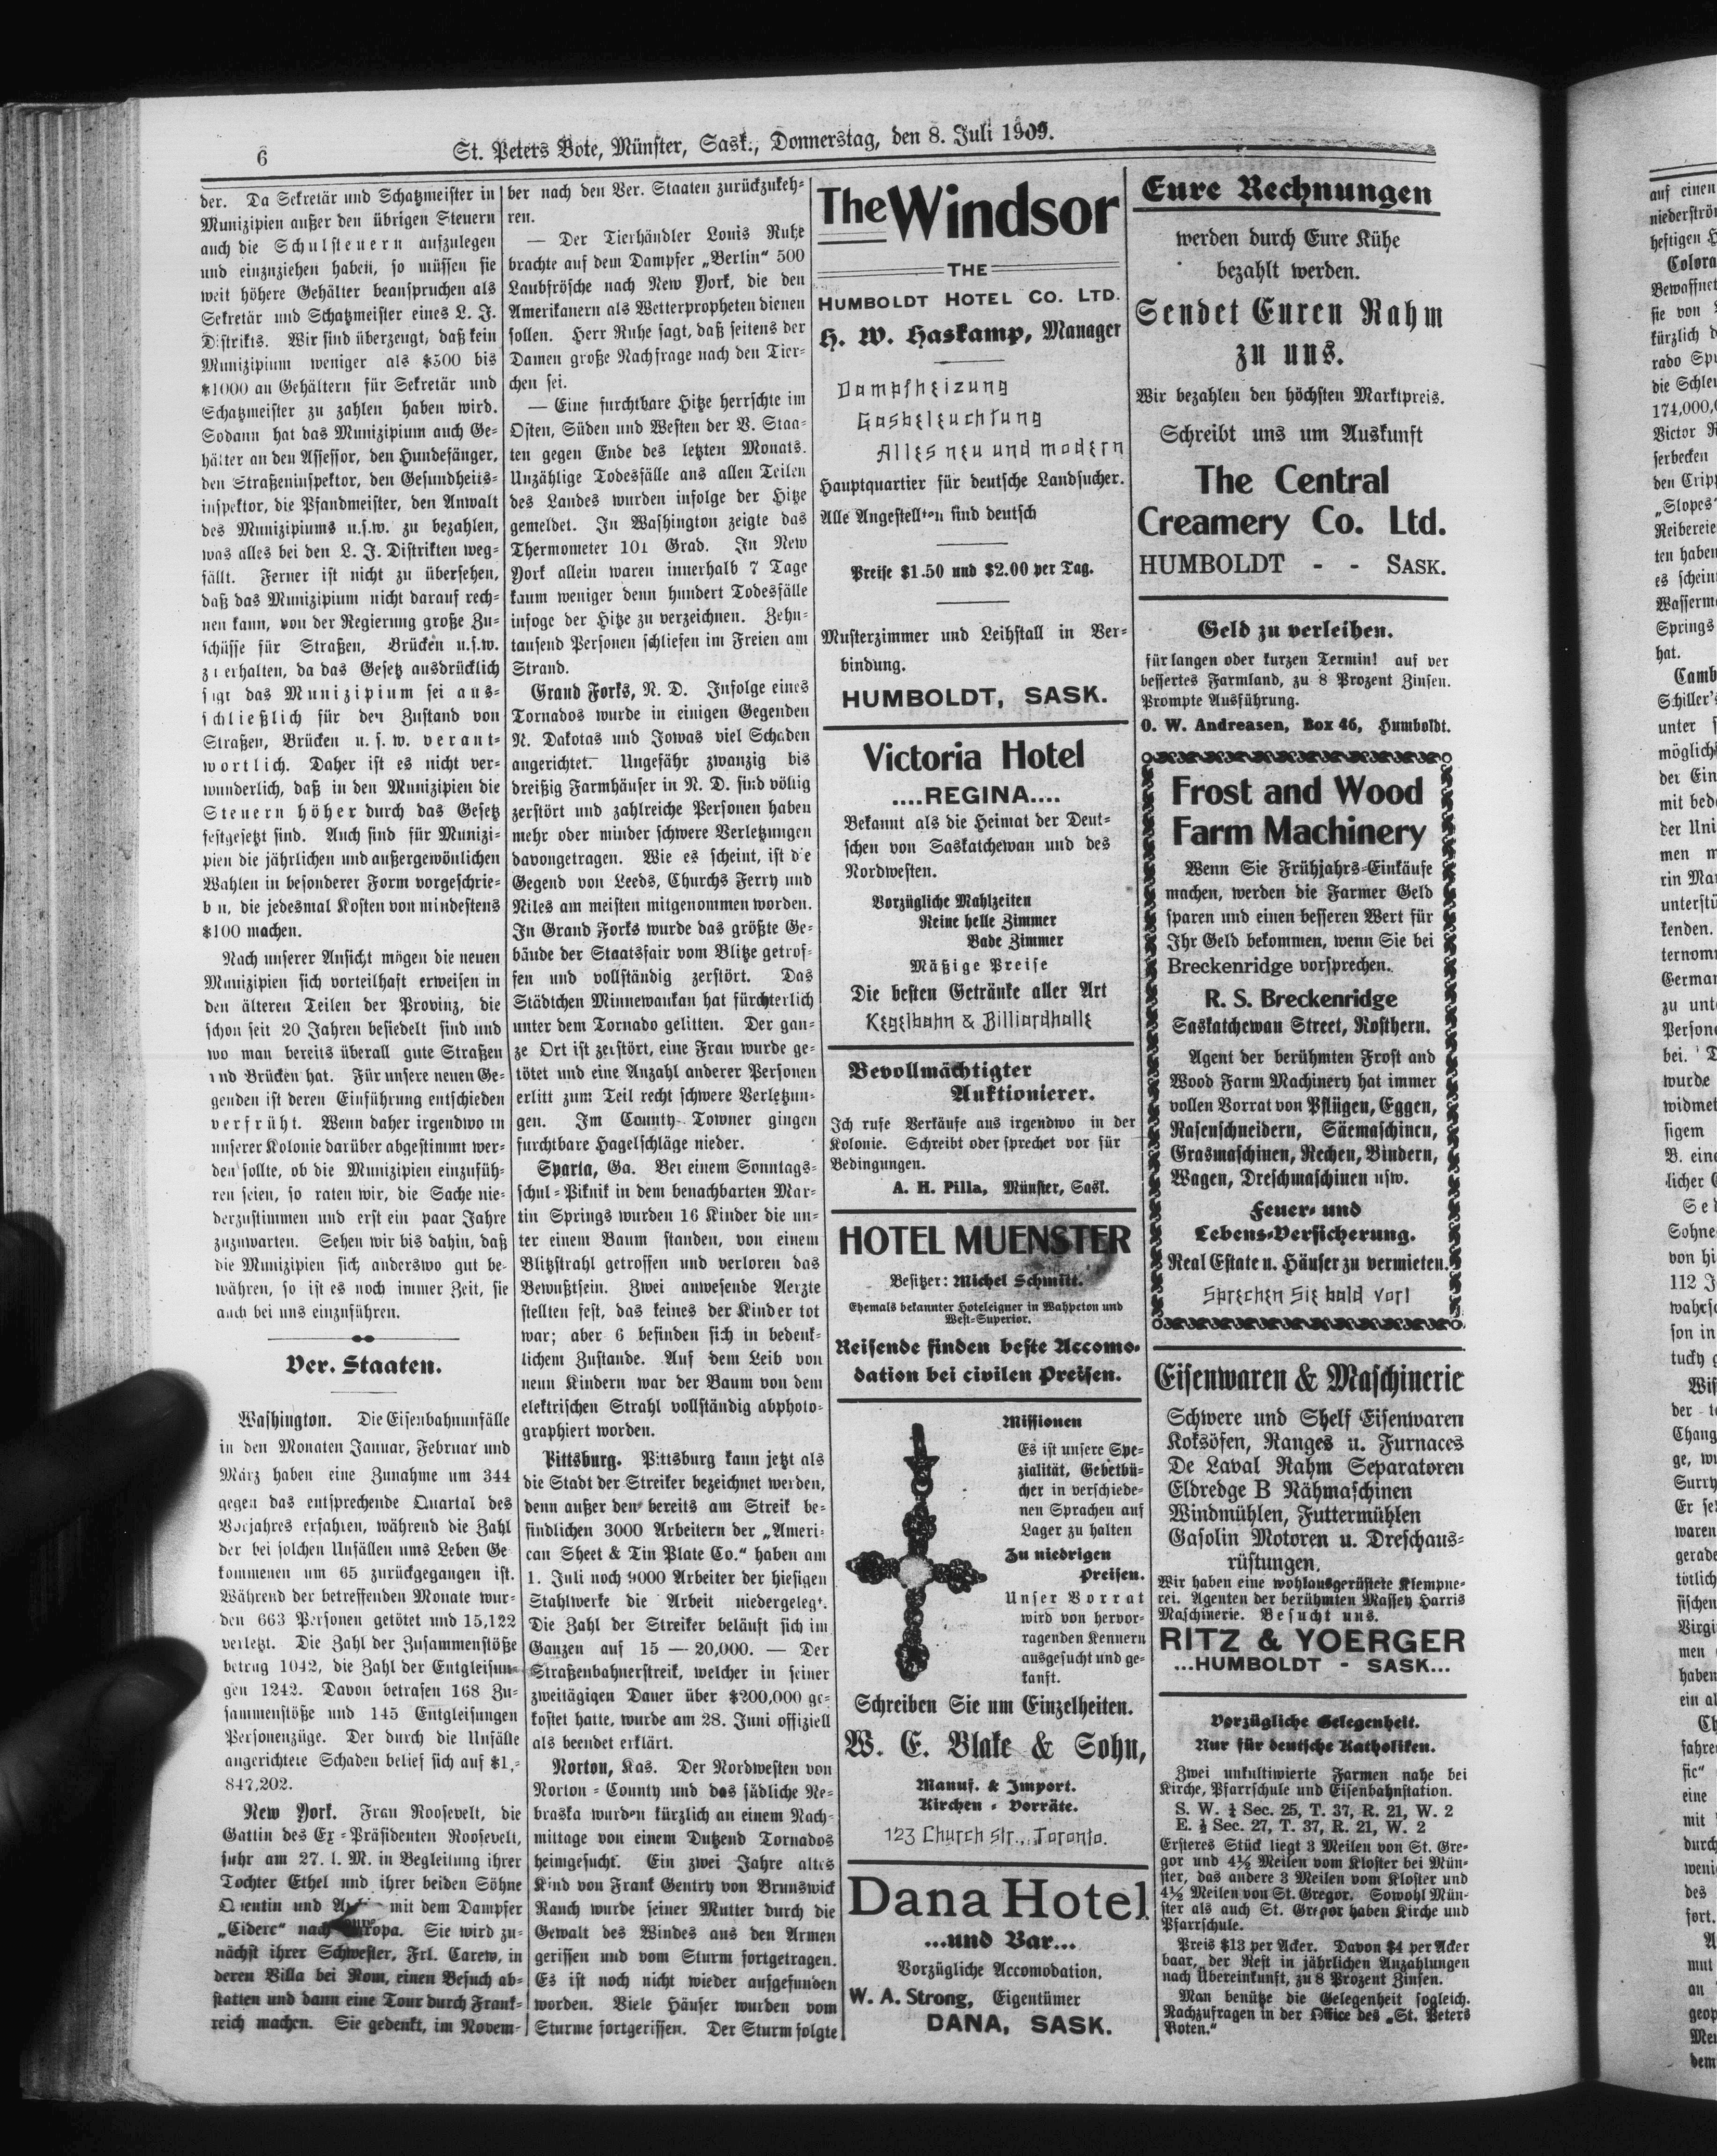 6
St. Peters Bote, Münster, Sask., Donnerstag, den 8. Juli 1909.
der. Da Sekretär und Schatzmeister in
Munizipien außer den übrigen Steuern
auch die Schulsteuern aufzulegen
und einzuziehen haben, so müssen sie
weit höhere Gehälter beanspruchen als
Sekretär und Schatzmeister eines L. J.
Distrikts. Wir sind überzeugt, daß kein
Munizipium weniger als $500 bis
$1000 an Gehältern für Sekretär und
Schatzmeister zu zahlen haben wird.
Sodann hat das Munizipium auch Ge-
hälter an den Assessor, den Hundefänger,
den Straßeninspektor, den Gesundheits-
inspektor, die Pfandmeister, den Anwalt
des Munizipiums u.s.w. zu bezahlen,
was alles bei den L. J. Distrikten weg-
fällt. Ferner ist nicht zu übersehen,
daß das Munizipium nicht darauf rech-
nen kann, von der Regierung große Zu-
schüsse für Straßen, Brücken u.s.w.
zu erhalten, da das Gesetz ausdrücklich
sagt das Munizipium sei aus-
schließlich für den Zustand von
Straßen, Brücken u. s. w. verant-
wortlich. Daher ist es nicht ver-
wunderlich, daß in den Munizipien die
Steuern höher durch das Gesetz
festgesetzt sind. Auch sind für Munizi-
pien die jährlichen und außergewönlichen
Wahlen in besonderer Form vorgeschrie-
b n, die jedesmal Kosten von mindestens
$100 machen.
Nach unserer Ansicht mögen die neuen
Munizipien sich vorteilhaft erweisen in
den älteren Teilen der Provinz, die
schon seit 20 Jahren besiedelt sind und
wo man bereits überall gute Straßen
und Brücken hat. Für unsere neuen Ge-
genden ist deren Einführung entschieden
verfrüht. Wenn daher irgendwo in
unserer Kolonie darüber abgestimmt wer-
den sollte, ob die Munizipien einzufüh-
ren seien, so raten wir, die Sache nie-
derzustimmen und erst ein paar Jahre
zuzuwarten. Sehen wir bis dahin, daß
die Munizipien sich anderswo gut be-
währen, so ist es noch immer Zeit, sie
auch bei uns einzuführen.
Ver. Staaten.
Washington. Die Eisenbahnunfälle
in den Monaten Januar, Februar und
März haben eine Zunahme um 344
gegen das entsprechende Quartal des
Vorjahres erfahren, während die Zahl
der bei solchen Unfällen ums Leben Ge
kommenen um 65 zurückgegangen ist.
Während der betreffenden Monate wur-
den 663 Personen getötet und 15,122
verletzt. Die Zahl der Zusammenstöße
betrug 1042, die Zahl der Entgleisun-
gen 1242. Davon betrafen 168 Zu-
sammenstöße und 145 Entgleisungen
Personenzüge. Der durch die Unfälle
angerichtete Schaden belief sich auf $1,-
847,202.
New York. Frau Roosevelt, die
Gattin des Ex-Präsidenten Roosevelt,
fuhr am 27. l. M. in Begleitung ihrer
Tochter Ethel und ihrer beiden Söhne
Quentin und mit dem Dampfer
„Cidere“ nach Europa. Sie wird zu-
nächst ihrer Schwester, Frl. Carew, in
deren Villa bei Rom, einen Besuch ab-
statten und dann eine Tour durch Frank-
reich machen. Sie gedenkt, im Novem-
ber nach den Ver. Staaten zurückzukeh-
ren.
— Der Tierhändler Louis Ruhe
brachte auf dem Dampfer „Berlin“ 500
Laubfrösche nach New York, die den
Amerikanern als Wetterpropheten dienen
sollen. Herr Ruhe sagt, daß seitens der
Damen große Nachfrage nach den Tier-
chen sei.
— Eine furchtbare Hitze herrschte im
Osten, Süden und Westen der V. Staa-
ten gegen Ende des letzten Monats.
Unzählige Todesfälle aus allen Teilen
des Landes wurden infolge der Hitze
gemeldet. In Washington zeigte das
Thermometer 101 Grad. In New
York allein waren innerhalb 7 Tage
kaum weniger denn hundert Todesfälle
infoge der Hitze zu verzeichnen. Zehn-
tausend Personen schliefen im Freien am
Strand.
Grand Forks, N. D. Infolge eines
Tornados wurde in einigen Gegenden
N. Dakotas und Jowas viel Schaden
angerichtet. Ungefähr zwanzig bis
dreißig Farmhäuser in N. D. sind völlig
zerstört und zahlreiche Personen haben
mehr oder minder schwere Verletzungen
davongetragen. Wie es scheint, ist die
Gegend von Leeds, Churchs Ferry und
Niles am meisten mitgenommen worden.
In Grand Forks wurde das größte Ge-
bäude der Staatsfair vom Blitze getrof-
fen und vollständig zerstört. Das
Städtchen Minnewaukan hat fürchterlich
unter dem Tornado gelitten. Der gan-
ze Ort ist zerstört, eine Frau wurde ge-
tötet und eine Anzahl anderer Personen
erlitt zum Teil recht schwere Verletzun-
gen. Im County Towner gingen
furchtbare Hagelschläge nieder.
Sparta, Ga. Bei einem Sonntags-
schul-Piknik in dem benachbarten Mar-
tin Springs wurden 16 Kinder die un-
ter einem Baum standen, von einem
Blitzstrahl getroffen und verloren das
Bewußtsein. Zwei anwesende Aerzte
stellten fest, das keines der Kinder tot
war; aber 6 befinden sich in bedenk-
lichem Zustande. Auf dem Leib von
neun Kindern war der Baum von dem
elektrischen Strahl vollständig abphoto-
graphiert worden.
Pittsburg. Pittsburg kann jetzt als
die Stadt der Streiker bezeichnet werden,
denn außer den bereits am Streik be-
findlichen 3000 Arbeitern der „Ameri-
can Sheet & Tin Plate Co.“ haben am
1. Juli noch 9000 Arbeiter der hiesigen
Stahlwerke die Arbeit niedergelegt.
Die Zahl der Streiker beläuft sich im
Ganzen auf 15 — 20,000. — Der
Straßenbahnerstreik, welcher in seiner
zweitägigen Dauer über $200,000 ge-
kostet hatte, wurde am 28. Juni offiziell
als beendet erklärt.
Norton, Kas. Der Nordwesten von
Norton-County und das südliche Ne-
braska wurden kürzlich an einem Nach-
mittage von einem Dutzend Tornados
heimgesucht. Ein zwei Jahre altes
Kind von Frank Gentry von Brunswick
Rauch wurde seiner Mutter durch die
Gewalt des Windes aus den Armen
gerissen und vom Sturm fortgetragen.
Es ist noch nicht wieder aufgefunden
worden. Viele Häuser wurden vom
Sturme fortgerissen. Der Sturm folgte
The Windsor
THE
HUMBOLDT HOTEL CO. LTD.
H. W. Haskamp, Manager
Dampfheizung
Gasbeleuchtung
Alles neu und modern
Hauptquartier für deutsche Landsucher.
Alle Angestellten sind deutsch
Preise $1.50 und $2.00 per Tag.
Musterzimmer und Leihstall in Ver-
bindung.
HUMBOLDT, SASK.
Victoria Hotel
....REGINA....
Bekannt als die Heimat der Deut-
schen von Saskatchewan und des
Nordwesten.
Vorzügliche Mahlzeiten
Reine helle Zimmer
Bade Zimmer
Mäßige Preise
Die besten Getränke aller Art
Kegelbahn & Billiardhalle
Bevollmächtigter
Auktionierer.
Ich rufe Verkäufe aus irgendwo in der
Kolonie. Schreibt oder sprechet vor für
Bedingungen.
A. H. Pilla, Münster, Sask.
HOTEL MUENSTER
Besitzer: Michel Schmitt.
Ehemals bekannter Hoteleigner in Wahpeton und
West-Superior.
Reisende finden beste Accomo-
dation bei civilen Preisen.
Missionen
Es ist unsere Spe-
zialität, Gebetbü-
cher in verschiede-
nen Sprachen auf
Lager zu halten
Zu niedrigen
Preisen.
Unser Vorrat
wird von hervor-
ragenden Kennern
ausgesucht und ge-
kauft.
Schreiben Sie um Einzelheiten.
W. E. Blake & Sohn,
Manuf. & Import.
Kirchen-Vorräte.
123 Church Str., Toronto.
Dana Hotel
...und Bar...
Vorzügliche Accomodation.
W. A. Strong, Eigentümer
DANA, SASK.
Eure Rechnungen
werden durch Eure Kühe
bezahlt werden.
Sendet Euren Rahm
zu uns.
Wir bezahlen den höchsten Marktpreis.
Schreibt uns um Auskunft
The Central
Creamery Co. Ltd.
HUMBOLDT - - SASK.
Geld zu verleihen.
für langen oder kurzen Termin! auf ver
bessertes Farmland, zu 8 Prozent Zinsen.
Prompte Ausführung.
O. W. Andreasen, Box 46, Humboldt.
Frost and Wood
Farm Machinery
Wenn Sie Frühjahrs-Einkäufe
machen, werden die Farmer Geld
sparen und einen besseren Wert für
Ihr Geld bekommen, wenn Sie bei
Breckenridge vorsprechen.
R. S. Breckenridge
Saskatchewan Street, Rosthern.
Agent der berühmten Frost and
Wood Farm Machinery hat immer
vollen Vorrat von Pflügen, Eggen,
Rasenschneidern, Säemaschinen,
Grasmaschinen, Rechen, Bindern,
Wagen, Dreschmaschinen usw.
Feuer- und
Lebens-Versicherung.
Real Estate u. Häuser zu vermieten.
Sprechen Sie bald vor!
Eisenwaren & Maschinerie
Schwere und Shelf Eisenwaren
Koksöfen, Ranges u. Furnaces
De Laval Rahm Separatoren
Eldredge B Nähmaschinen
Windmühlen, Futtermühlen
Gasolin Motoren u. Dreschaus-
rüstungen.
Wir haben eine wohlausgerüstete Klempne-
rei. Agenten der berühmten Massey Harris
Maschinerie. Besucht uns.
RITZ & YOERGER
...HUMBOLDT - SASK...
Vorzügliche Gelegenheit.
Nur für deutsche Katholiken.
Zwei unkultiwierte Farmen nahe bei
Kirche, Pfarrschule und Eisenbahnstation.
S. W. ¼ Sec. 25, T. 37, R. 21, W. 2
E. ½ Sec. 27, T. 37, R. 21, W. 2
Ersteres Stück liegt 3 Meilen von St. Gre-
gor und 4½ Meilen vom Kloster bei Mün-
ster, das andere 3 Meilen vom Kloster und
4½ Meilen von St. Gregor. Sowohl Mün-
ster als auch St. Gregor haben Kirche und
Pfarrschule.
Preis $13 per Acker. Davon $4 per Acker
baar, der Rest in jährlichen Anzahlungen
nach Übereinkunft, zu 8 Prozent Zinsen.
Man benütze die Gelegenheit sogleich.
Nachzufragen in der Office des „St. Peters
Boten.“